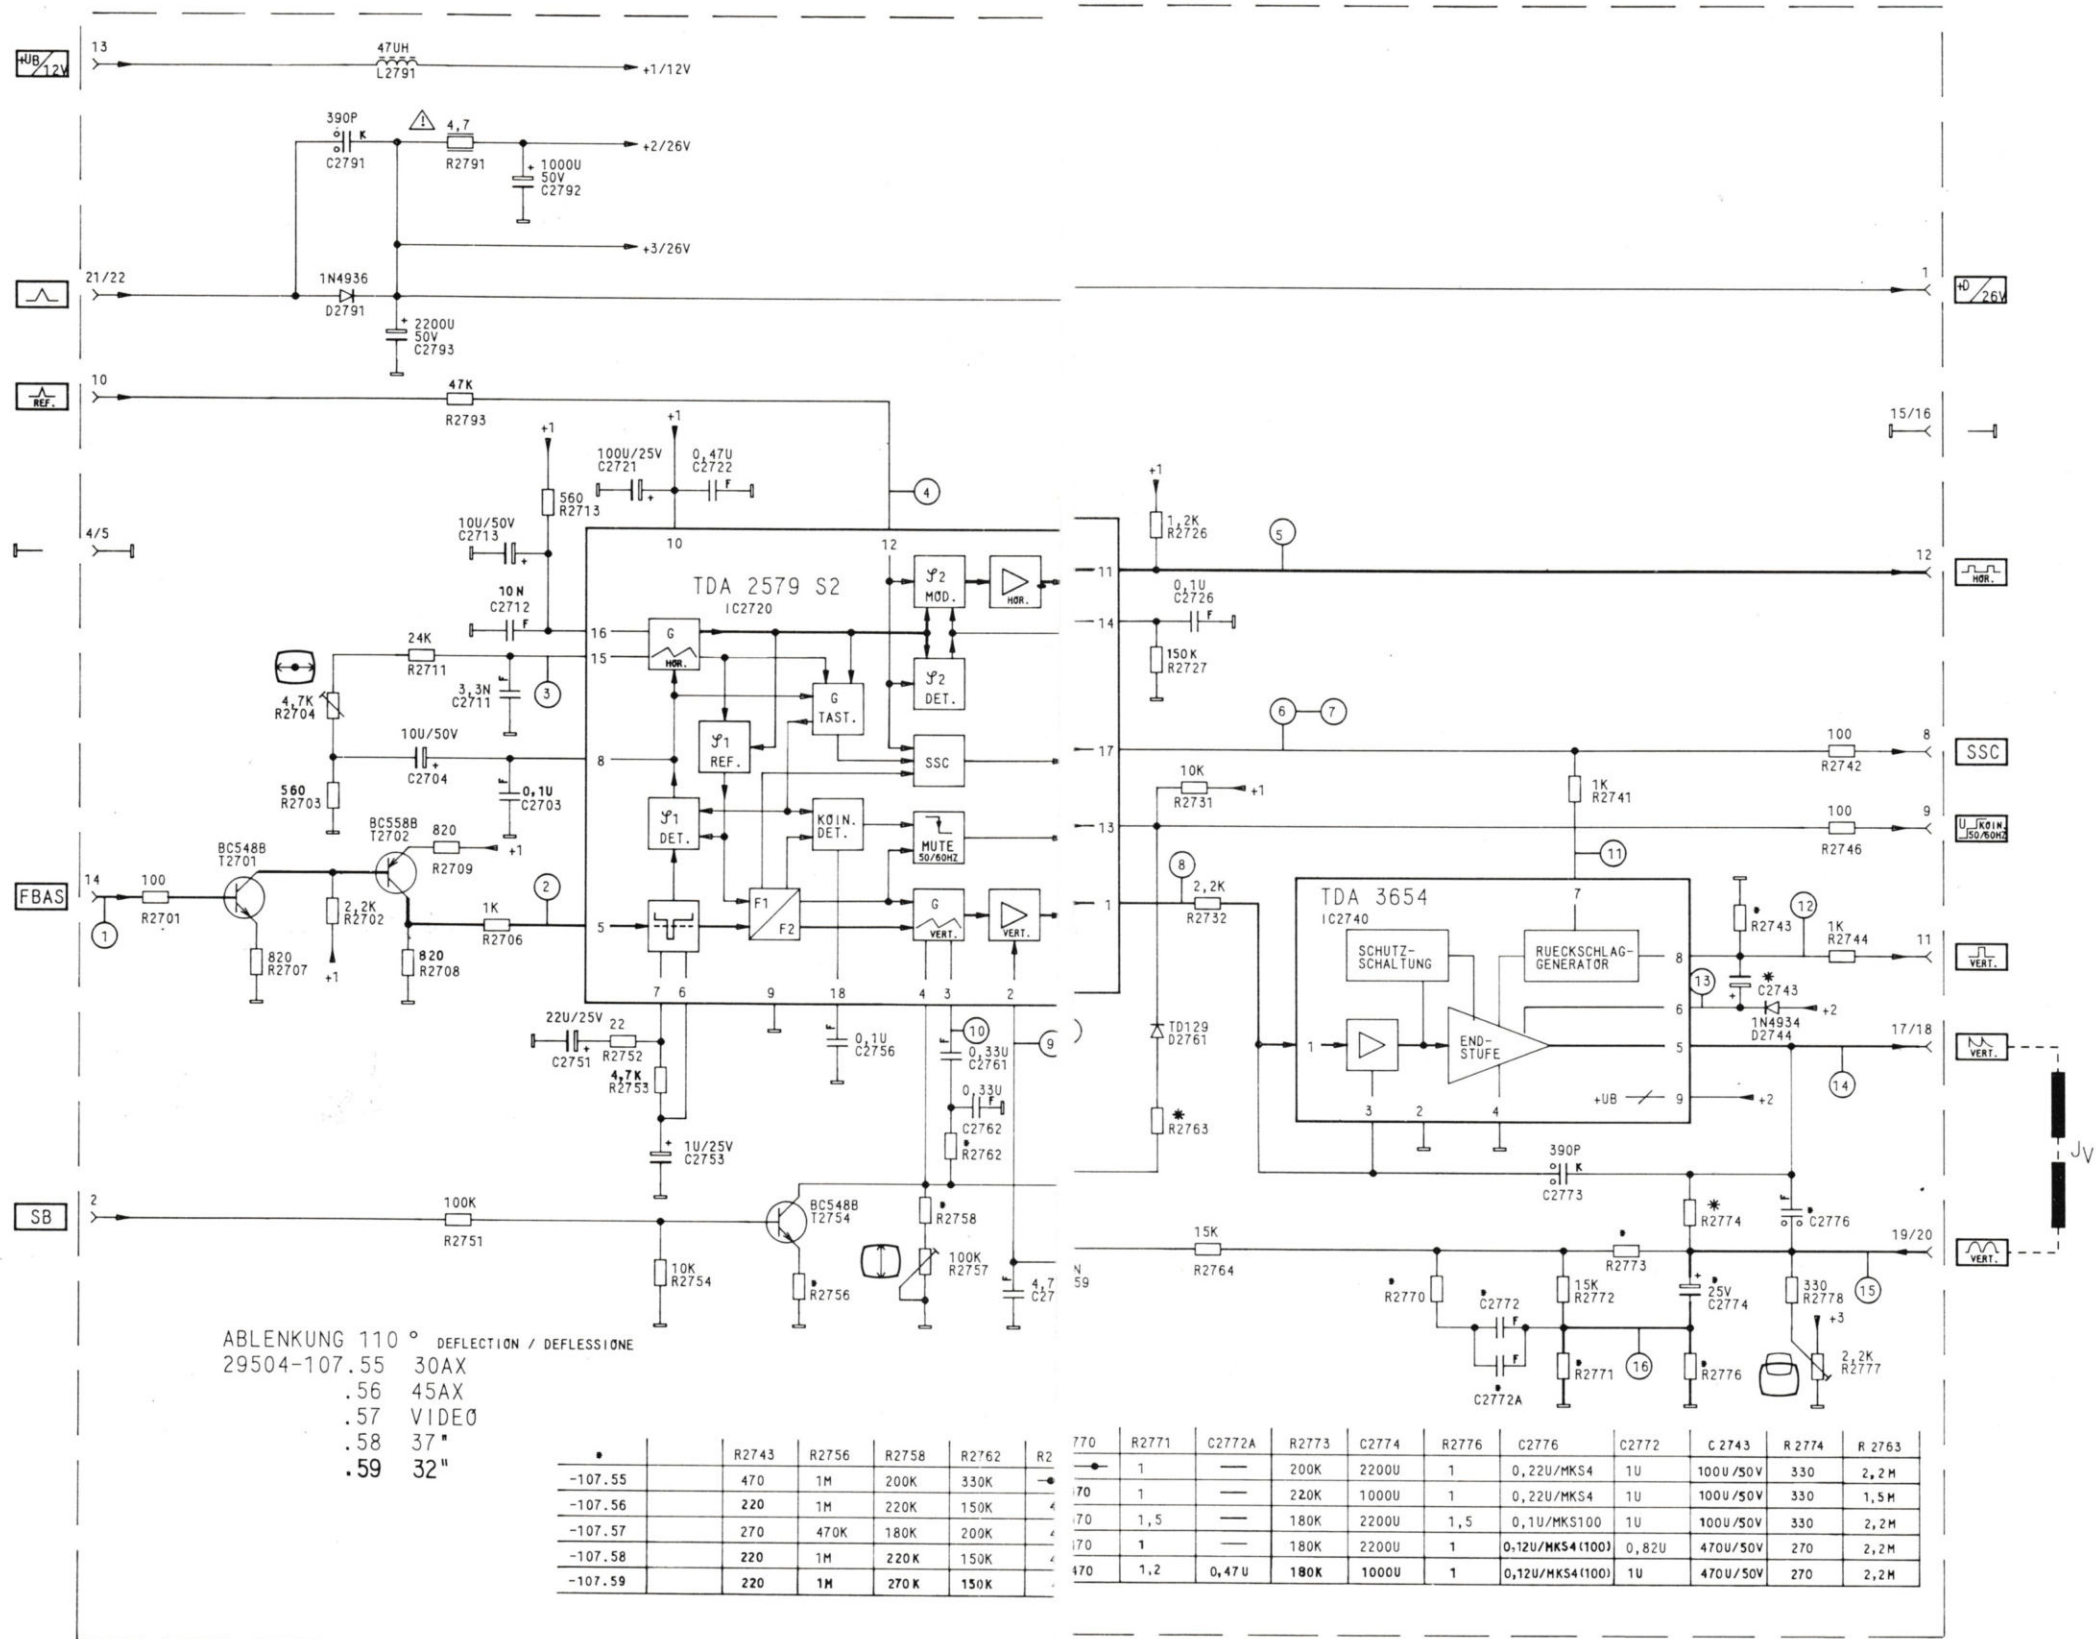 13
+UB/12V
47UH
L2791
+1/12V
390P
K
C2791
4,7
R2791
+2/26V
+ 1000U
50V
C2792
+3/26V
21/22
1N4936
D2791
+ 2200U
50V
C2793
1
+D/26V
10
REF.
47K
R2793
15/16
+1
+1
100U/25V
C2721
+
0,47U
C2722
F
4
560
R2713
10U/50V
C2713
+
+1
1,2K
R2726
5
4/5
10
12
11
12
HOR.
TDA 2579 S2
IC2720
φ2
MOD.
HOR.
10N
C2712
F
0,1U
C2726
F
16
G
HOR.
14
24K
R2711
15
150K
R2727
3,3N
C2711
F
3
4,7K
R2704
φ2
DET.
G
TAST.
6
7
10U/50V
C2704
+
8
φ1
REF.
SSC
17
100
R2742
8
SSC
560
R2703
0,1U
C2703
F
10K
R2731
+1
1K
R2741
φ1
DET.
KOIN.
DET.
MUTE
50/60HZ
13
100
R2746
9
U KOIN.
50/60HZ
BC558B
T2702
820
R2709
+1
BC548B
T2701
11
FBAS
14
1
100
R2701
2,2K
R2702
+1
820
R2707
820
R2708
1K
R2706
2
5
F1
F2
G
VERT.
VERT.
1
8
2,2K
R2732
TDA 3654
IC2740
7
R2743
12
1K
R2744
11
VERT.
SCHUTZ-
SCHALTUNG
RUECKSCHLAG-
GENERATOR
8
13
*
C2743
+
6
1N4934
D2744
+2
7
6
9
18
4
3
2
22U/25V
C2751
+
22
R2752
0,1U
C2756
F
10
0,33U
C2761
F
9
TD129
D2761
1
END-
STUFE
5
17/18
VERT.
14
4,7K
R2753
0,33U
C2762
F
*
R2763
+UB
9
+2
3
2
4
1U/25V
C2753
+
R2762
390P
K
C2773
JV
SB
2
100K
R2751
BC548B
T2754
R2758
*
R2774
F
C2776
10K
R2754
R2756
100K
R2757
F
4,7
C27
N
59
15K
R2764
R2773
19/20
VERT.
R2770
C2772
F
15K
R2772
+
25V
C2774
330
R2778
15
+3
F
C2772A
R2771
16
R2776
2,2K
R2777
ABLENKUNG 110° DEFLECTION / DEFLESSIONE
29504-107.55 30AX
.56 45AX
.57 VIDEO
.58 37"
.59 32"
R2743 R2756 R2758 R2762 R2 770 R2771 C2772A R2773 C2774 R2776 C2776 C2772 C 2743 R 2774 R 2763
-107.55 470 1M 200K 330K 1 — 200K 2200U 1 0,22U/MKS4 1U 100U/50V 330 2,2M
-107.56 220 1M 220K 150K 70 1 — 220K 1000U 1 0,22U/MKS4 1U 100U/50V 330 1,5M
-107.57 270 470K 180K 200K 70 1,5 — 180K 2200U 1,5 0,1U/MKS100 1U 100U/50V 330 2,2M
-107.58 220 1M 220K 150K 70 1 — 180K 2200U 1 0,12U/MKS4(100) 0,82U 470U/50V 270 2,2M
-107.59 220 1M 270K 150K 470 1,2 0,47U 180K 1000U 1 0,12U/MKS4(100) 1U 470U/50V 270 2,2M